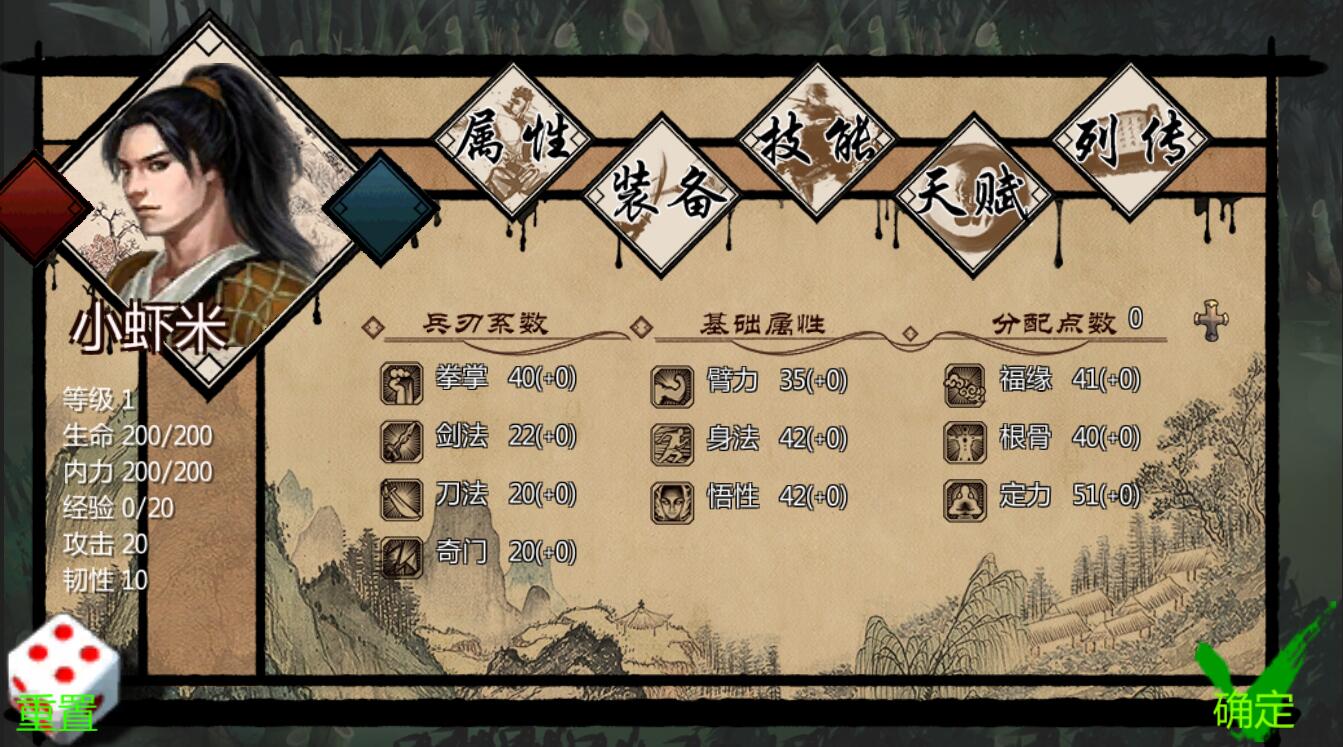 属性
装备
技能
天赋
列传
小虾米
等级 1
生命 200/200
内力 200/200
经验 0/20
攻击 20
韧性 10
兵刃系数
拳掌 40(+0)
剑法 22(+0)
刀法 20(+0)
奇门 20(+0)
基础属性
臂力 35(+0)
身法 42(+0)
悟性 42(+0)
分配点数 0
福缘 41(+0)
根骨 40(+0)
定力 51(+0)
重置
确定